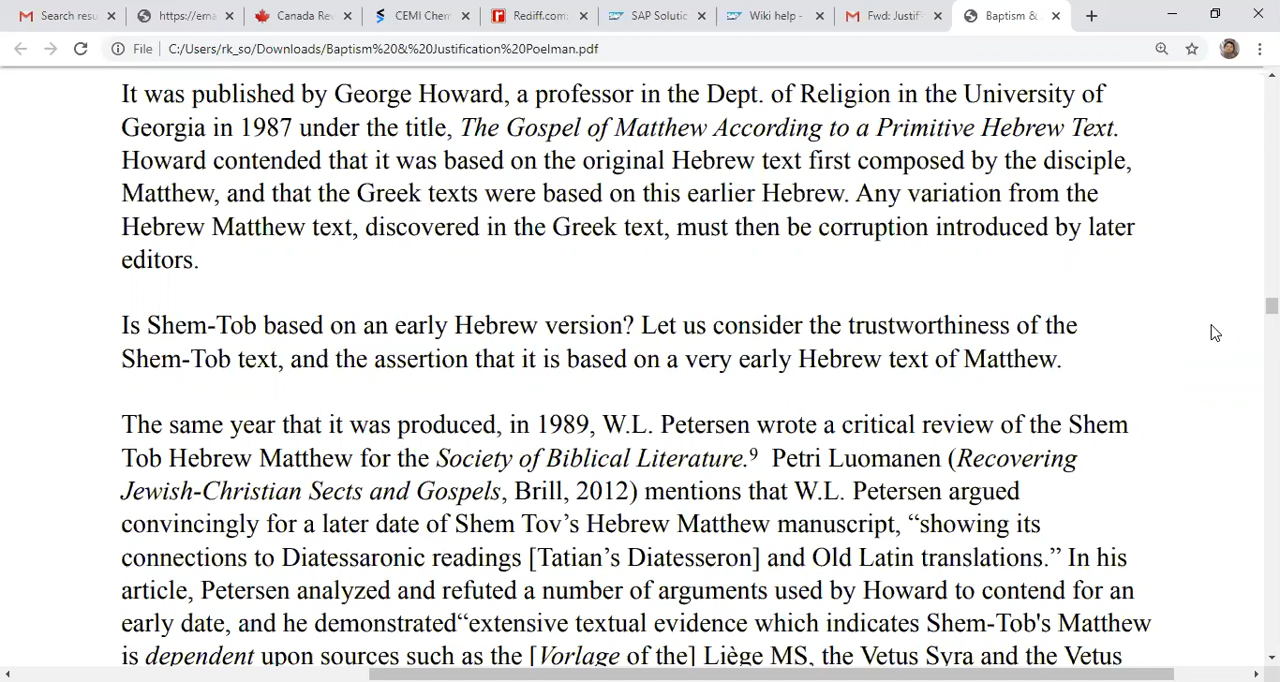 Search resu
https://ema
Canada Re
CEMI Chem
Rediff.com:
SAP Solutic
Wiki help -
Fwd: Justif
Baptism &
File
C:/Users/rk_so/Downloads/Baptism%20&%20Justification%20Poelman.pdf
It was published by George Howard, a professor in the Dept. of Religion in the University of
Georgia in 1987 under the title, The Gospel of Matthew According to a Primitive Hebrew Text.
Howard contended that it was based on the original Hebrew text first composed by the disciple,
Matthew, and that the Greek texts were based on this earlier Hebrew. Any variation from the
Hebrew Matthew text, discovered in the Greek text, must then be corruption introduced by later
editors.
Is Shem-Tob based on an early Hebrew version? Let us consider the trustworthiness of the
Shem-Tob text, and the assertion that it is based on a very early Hebrew text of Matthew.
The same year that it was produced, in 1989, W.L. Petersen wrote a critical review of the Shem
Tob Hebrew Matthew for the Society of Biblical Literature.⁹ Petri Luomanen (Recovering
Jewish-Christian Sects and Gospels, Brill, 2012) mentions that W.L. Petersen argued
convincingly for a later date of Shem Tov’s Hebrew Matthew manuscript, “showing its
connections to Diatessaronic readings [Tatian’s Diatesseron] and Old Latin translations.” In his
article, Petersen analyzed and refuted a number of arguments used by Howard to contend for an
early date, and he demonstrated“extensive textual evidence which indicates Shem-Tob's Matthew
is dependent upon sources such as the [Vorlage of the] Liège MS, the Vetus Syra and the Vetus